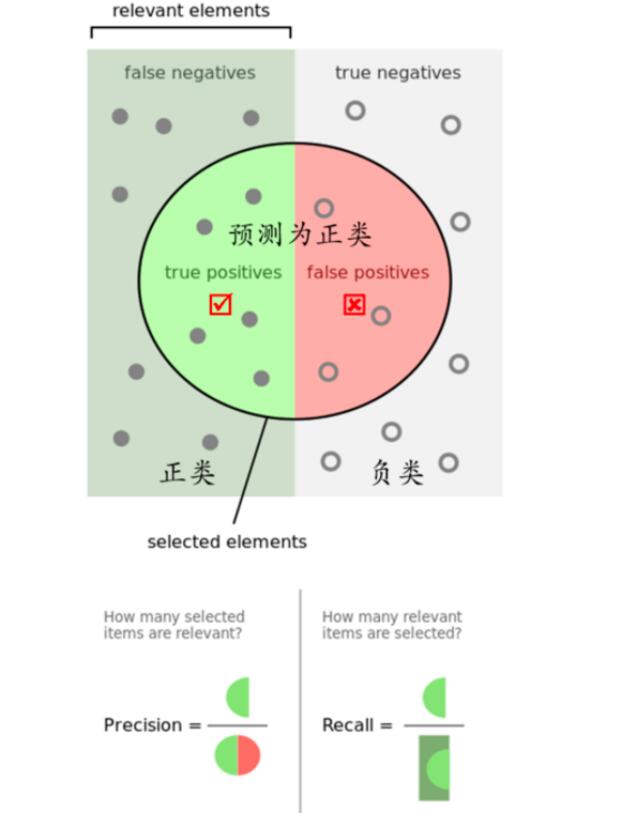 relevant elements
false negatives
true negatives
预测为正类
true positives
false positives
正类
负类
selected elements
How many selected
items are relevant?
How many relevant
items are selected?
Precision =
Recall =